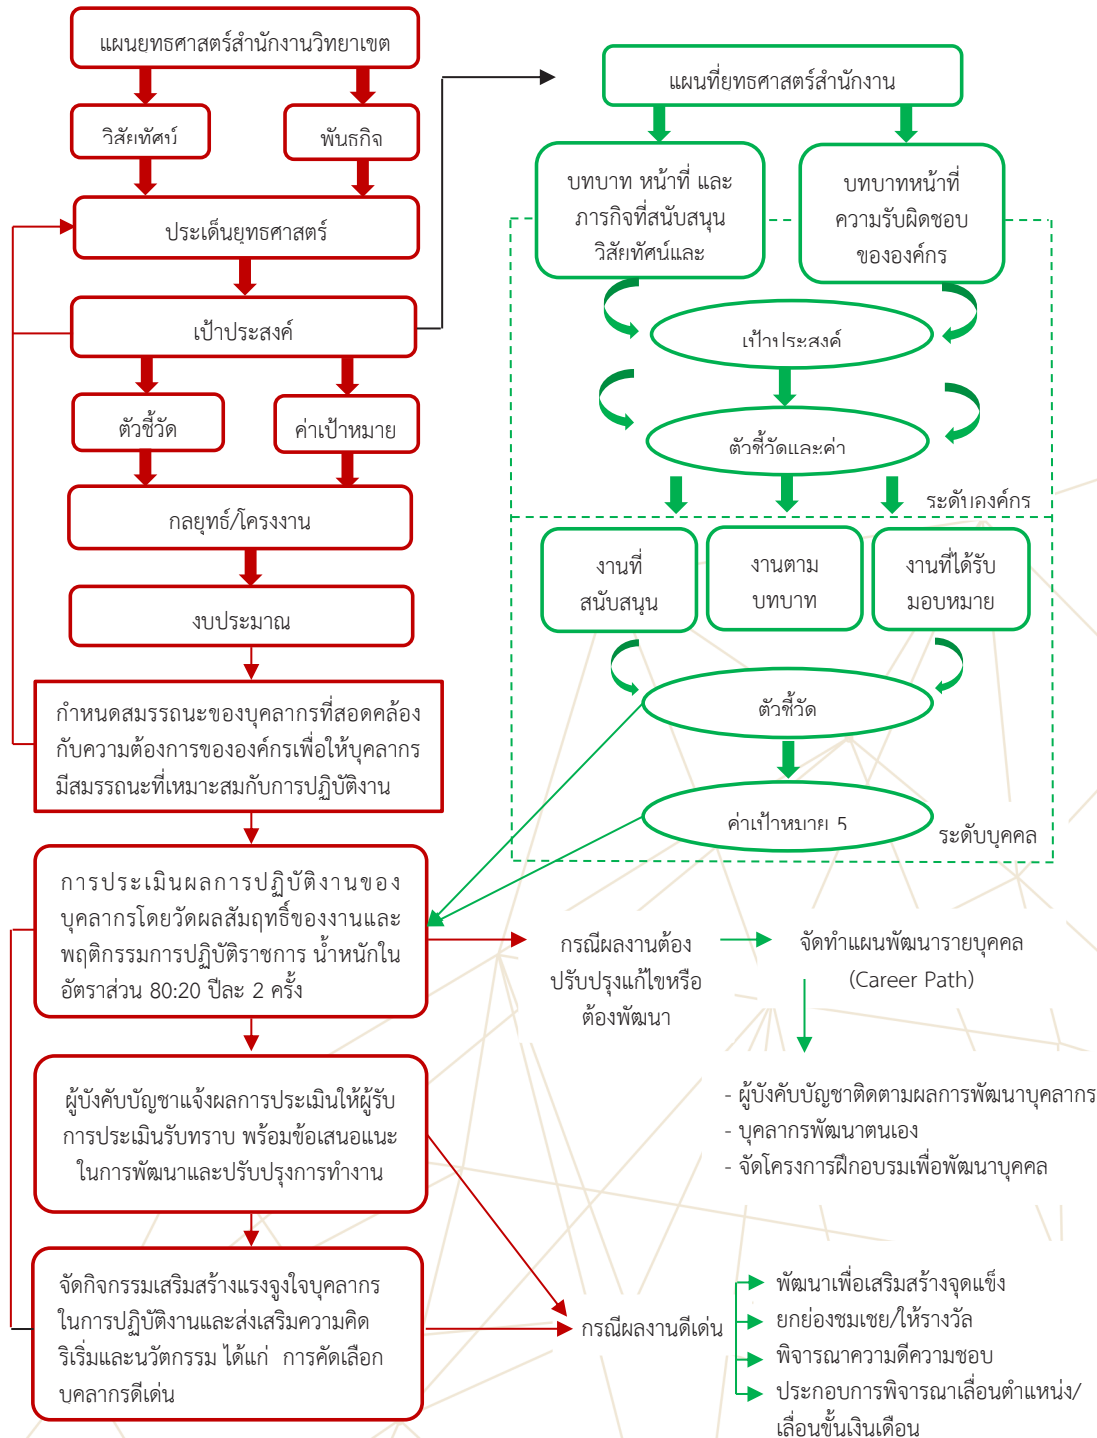 แผนยุทธศาสตร์สำนักงานวิทยาเขต
วิสัยทัศน์
พันธกิจ
ประเด็นยุทธศาสตร์
เป้าประสงค์
ตัวชี้วัด
ค่าเป้าหมาย
กลยุทธ์/โครงงาน
งบประมาณ
กำหนดสมรรถนะของบุคลากรที่สอดคล้อง
กับความต้องการขององค์กรเพื่อให้บุคลากร
มีสมรรถนะที่เหมาะสมกับการปฏิบัติงาน
การประเมินผลการปฏิบัติงานของ
บุคลากรโดยวัดผลสัมฤทธิ์ของงานและ
พฤติกรรมการปฏิบัติราชการ น้ำหนักใน
อัตราส่วน 80:20 ปีละ 2 ครั้ง
ผู้บังคับบัญชาแจ้งผลการประเมินให้ผู้รับ
การประเมินรับทราบ พร้อมข้อเสนอแนะ
ในการพัฒนาและปรับปรุงการทำงาน
จัดกิจกรรมเสริมสร้างแรงจูงใจบุคลากร
ในการปฏิบัติงานและส่งเสริมความคิด
ริเริ่มและนวัตกรรม ได้แก่ การคัดเลือก
บุคลากรดีเด่น
แผนที่ยุทธศาสตร์สำนักงาน
บทบาท หน้าที่ และ
ภารกิจที่สนับสนุน
วิสัยทัศน์และ
บทบาทหน้าที่
ความรับผิดชอบ
ขององค์กร
เป้าประสงค์
ตัวชี้วัดและค่า
ระดับองค์กร
งานที่
สนับสนุน
งานตาม
บทบาท
งานที่ได้รับ
มอบหมาย
ตัวชี้วัด
ค่าเป้าหมาย 5
ระดับบุคคล
กรณีผลงานต้อง
ปรับปรุงแก้ไขหรือ
ต้องพัฒนา
จัดทำแผนพัฒนารายบุคคล
(Career Path)
- ผู้บังคับบัญชาติดตามผลการพัฒนาบุคลากร
- บุคลากรพัฒนาตนเอง
- จัดโครงการฝึกอบรมเพื่อพัฒนาบุคคล
กรณีผลงานดีเด่น
พัฒนาเพื่อเสริมสร้างจุดแข็ง
ยกย่องชมเชย/ให้รางวัล
พิจารณาความดีความชอบ
ประกอบการพิจารณาเลื่อนตำแหน่ง/
เลื่อนขั้นเงินเดือน